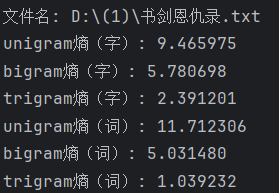 文件名: D:\(1)\书剑恩仇录.txt
unigram熵（字）: 9.465975
bigram熵（字）: 5.780698
trigram熵（字）: 2.391201
unigram熵（词）: 11.712306
bigram熵（词）: 5.031480
trigram熵（词）: 1.039232